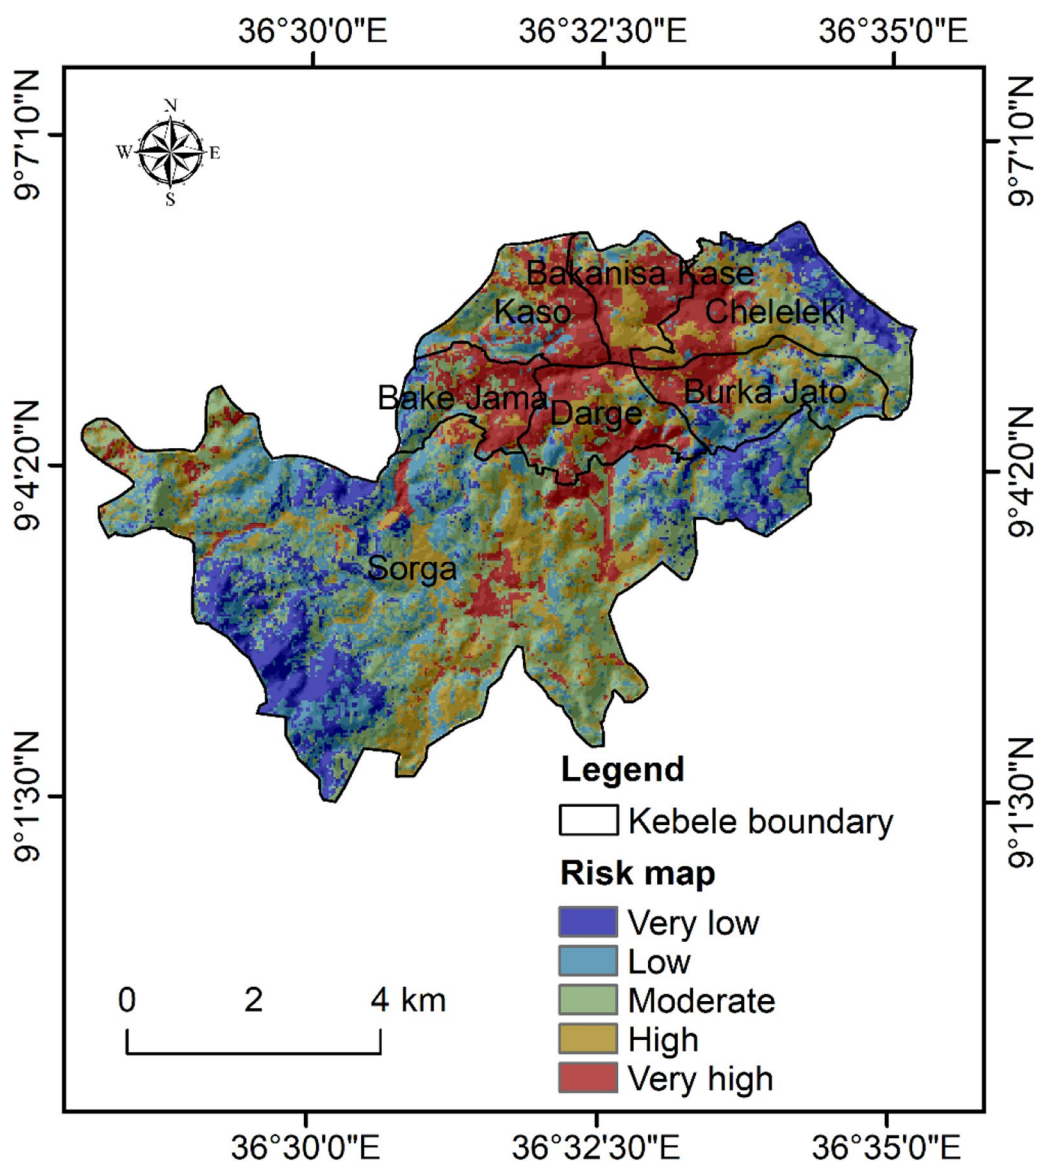 36°30'0"E 36°32'30"E 36°35'0"E
9°7'10"N
9°7'10"N
N
W E
S
Bakanisa Kase
Kaso
Cheleleki
Bake Jama
Darge
Burka Jato
9°4'20"N
9°4'20"N
Sorga
9°1'30"N
9°1'30"N
Legend
Kebele boundary
Risk map
Very low
Low
Moderate
High
Very high
0 2 4 km
36°30'0"E 36°32'30"E 36°35'0"E